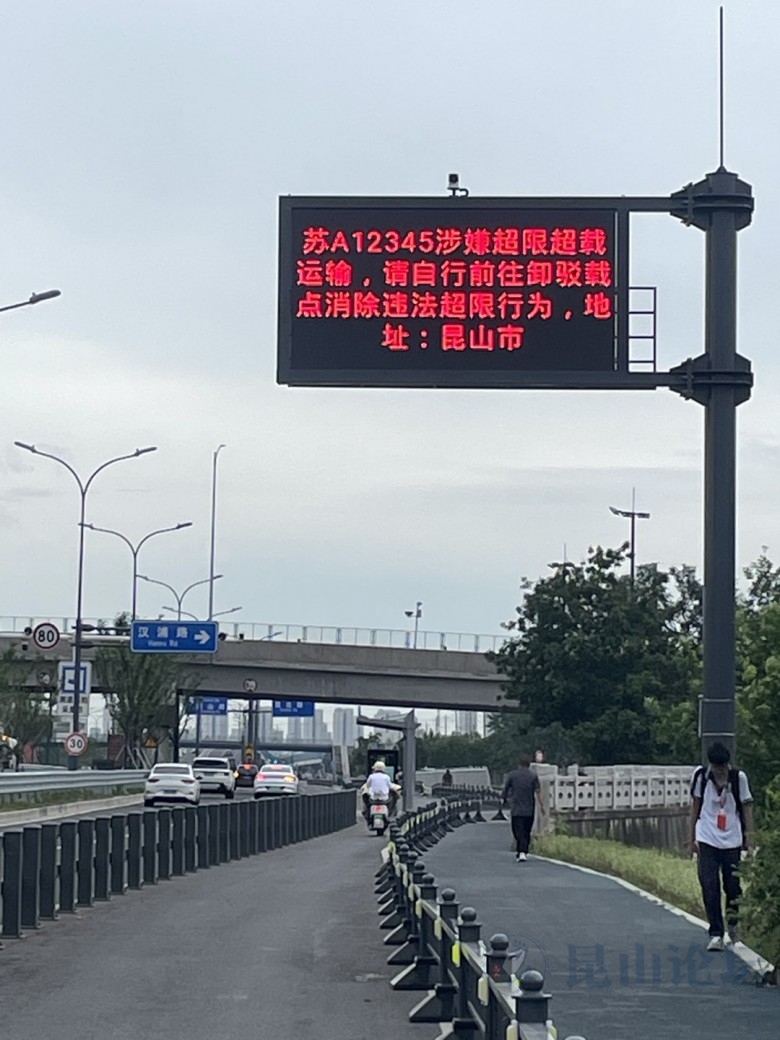 苏A12345涉嫌超限超载
运输，请自行前往卸驳载
点消除违法超限行为，地
址：昆山市
80
汉浦路
Hanpu Rd
30
昆山论坛